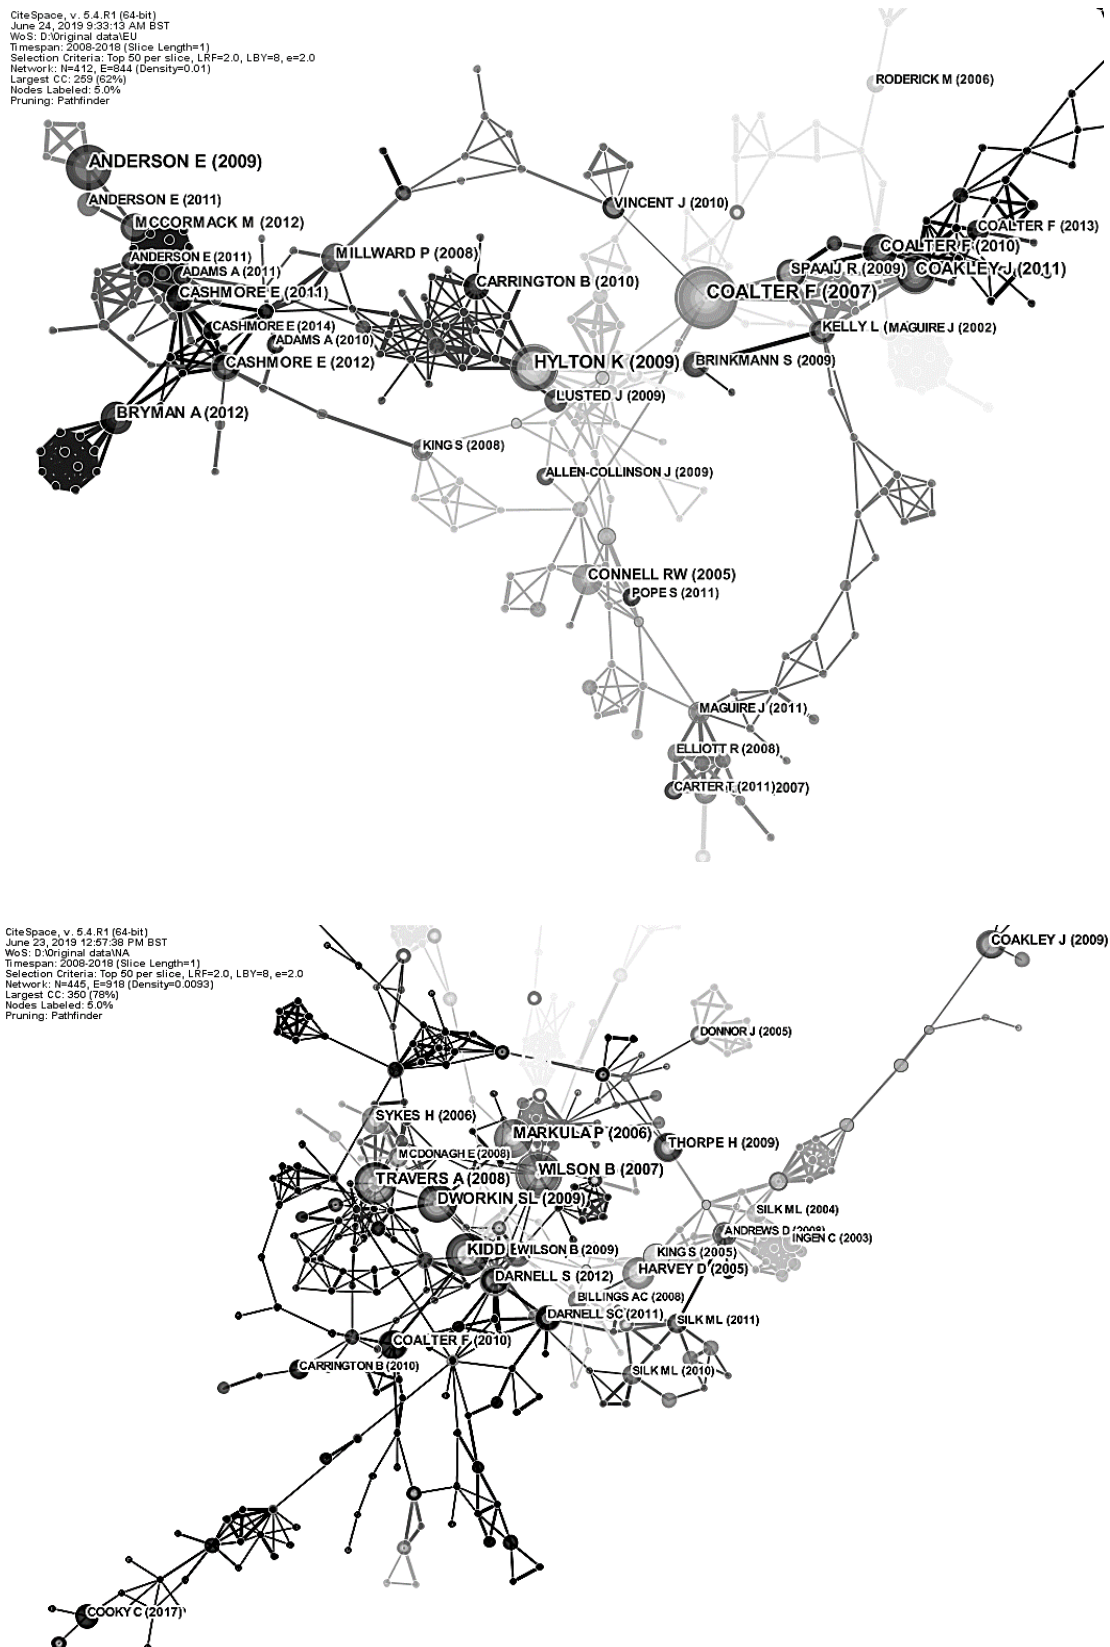 CiteSpace, v. 5.4.R1 (64-bit)
June 24, 2019 9:33:13 AM BST
WoS: D:\Original data\EU
Timespan: 2008-2018 (Slice Length=1)
Selection Criteria: Top 50 per slice, LRF=2.0, LBY=8, e=2.0
Network: N=412, E=844 (Density=0.01)
Largest CC: 259 (62%)
Nodes Labeled: 5.0%
Pruning: Pathfinder
RODERICK M (2006)
ANDERSON E (2009)
ANDERSON E (2011)
VINCENT J (2010)
MCCORMACK M (2012)
COALTER F (2013)
COALTER F (2010)
MILLWARD P (2008)
ANDERSON E (2011)
SPAAIJ R (2009)
COAKLEY J (2011)
ADAMS A (2011)
CARRINGTON B (2010)
CASHMORE E (2011)
COALTER F (2007)
CASHMORE E (2014)
KELLY L (
MAGUIRE J (2002)
ADAMS A (2010)
CASHMORE E (2012)
HYLTON K (2009)
BRINKMANN S (2009)
LUSTED J (2009)
BRYMAN A (2012)
KING S (2008)
ALLEN-COLLINSON J (2009)
CONNELL RW (2005)
POPE S (2011)
MAGUIRE J (2011)
ELLIOTT R (2008)
CARTER T (2011)
2007)
CiteSpace, v. 5.4.R1 (64-bit)
June 23, 2019 12:57:38 PM BST
WoS: D:\Original data\NA
Timespan: 2008-2018 (Slice Length=1)
Selection Criteria: Top 50 per slice, LRF=2.0, LBY=8, e=2.0
Network: N=445, E=918 (Density=0.0093)
Largest CC: 350 (78%)
Nodes Labeled: 5.0%
Pruning: Pathfinder
COAKLEY J (2009)
DONNOR J (2005)
SYKES H (2006)
MARKULA P (2006)
THORPE H (2009)
MCDONAGH E (2008)
WILSON B (2007)
TRAVERS A (2008)
DWORKIN SL (2009)
SILK ML (2004)
ANDREWS D (2008)
INGEN C (2003)
KIDD
WILSON B (2009)
KING S (2005)
HARVEY D (2005)
DARNELL S (2012)
BILLINGS AC (2008)
DARNELL SC (2011)
SILK ML (2011)
COALTER F (2010)
CARRINGTON B (2010)
SILK ML (2010)
COOKY C (2017)